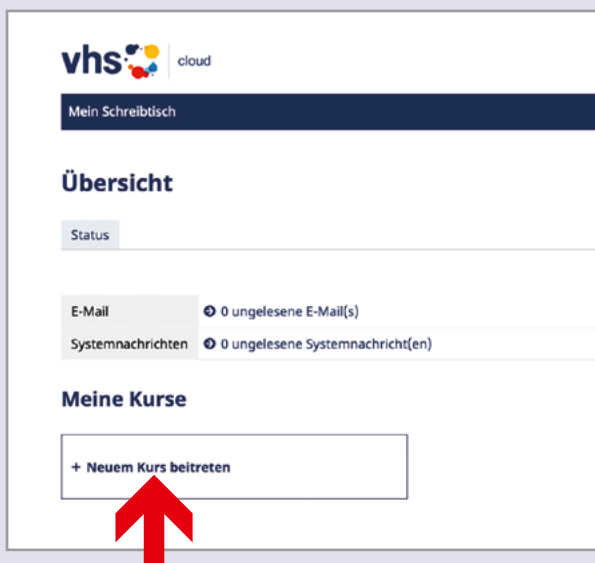 vhs cloud
Mein Schreibtisch
Übersicht
Status
E-Mail 0 ungelesene E-Mail(s)
Systemnachrichten 0 ungelesene Systemnachricht(en)
Meine Kurse
+ Neuem Kurs beitreten